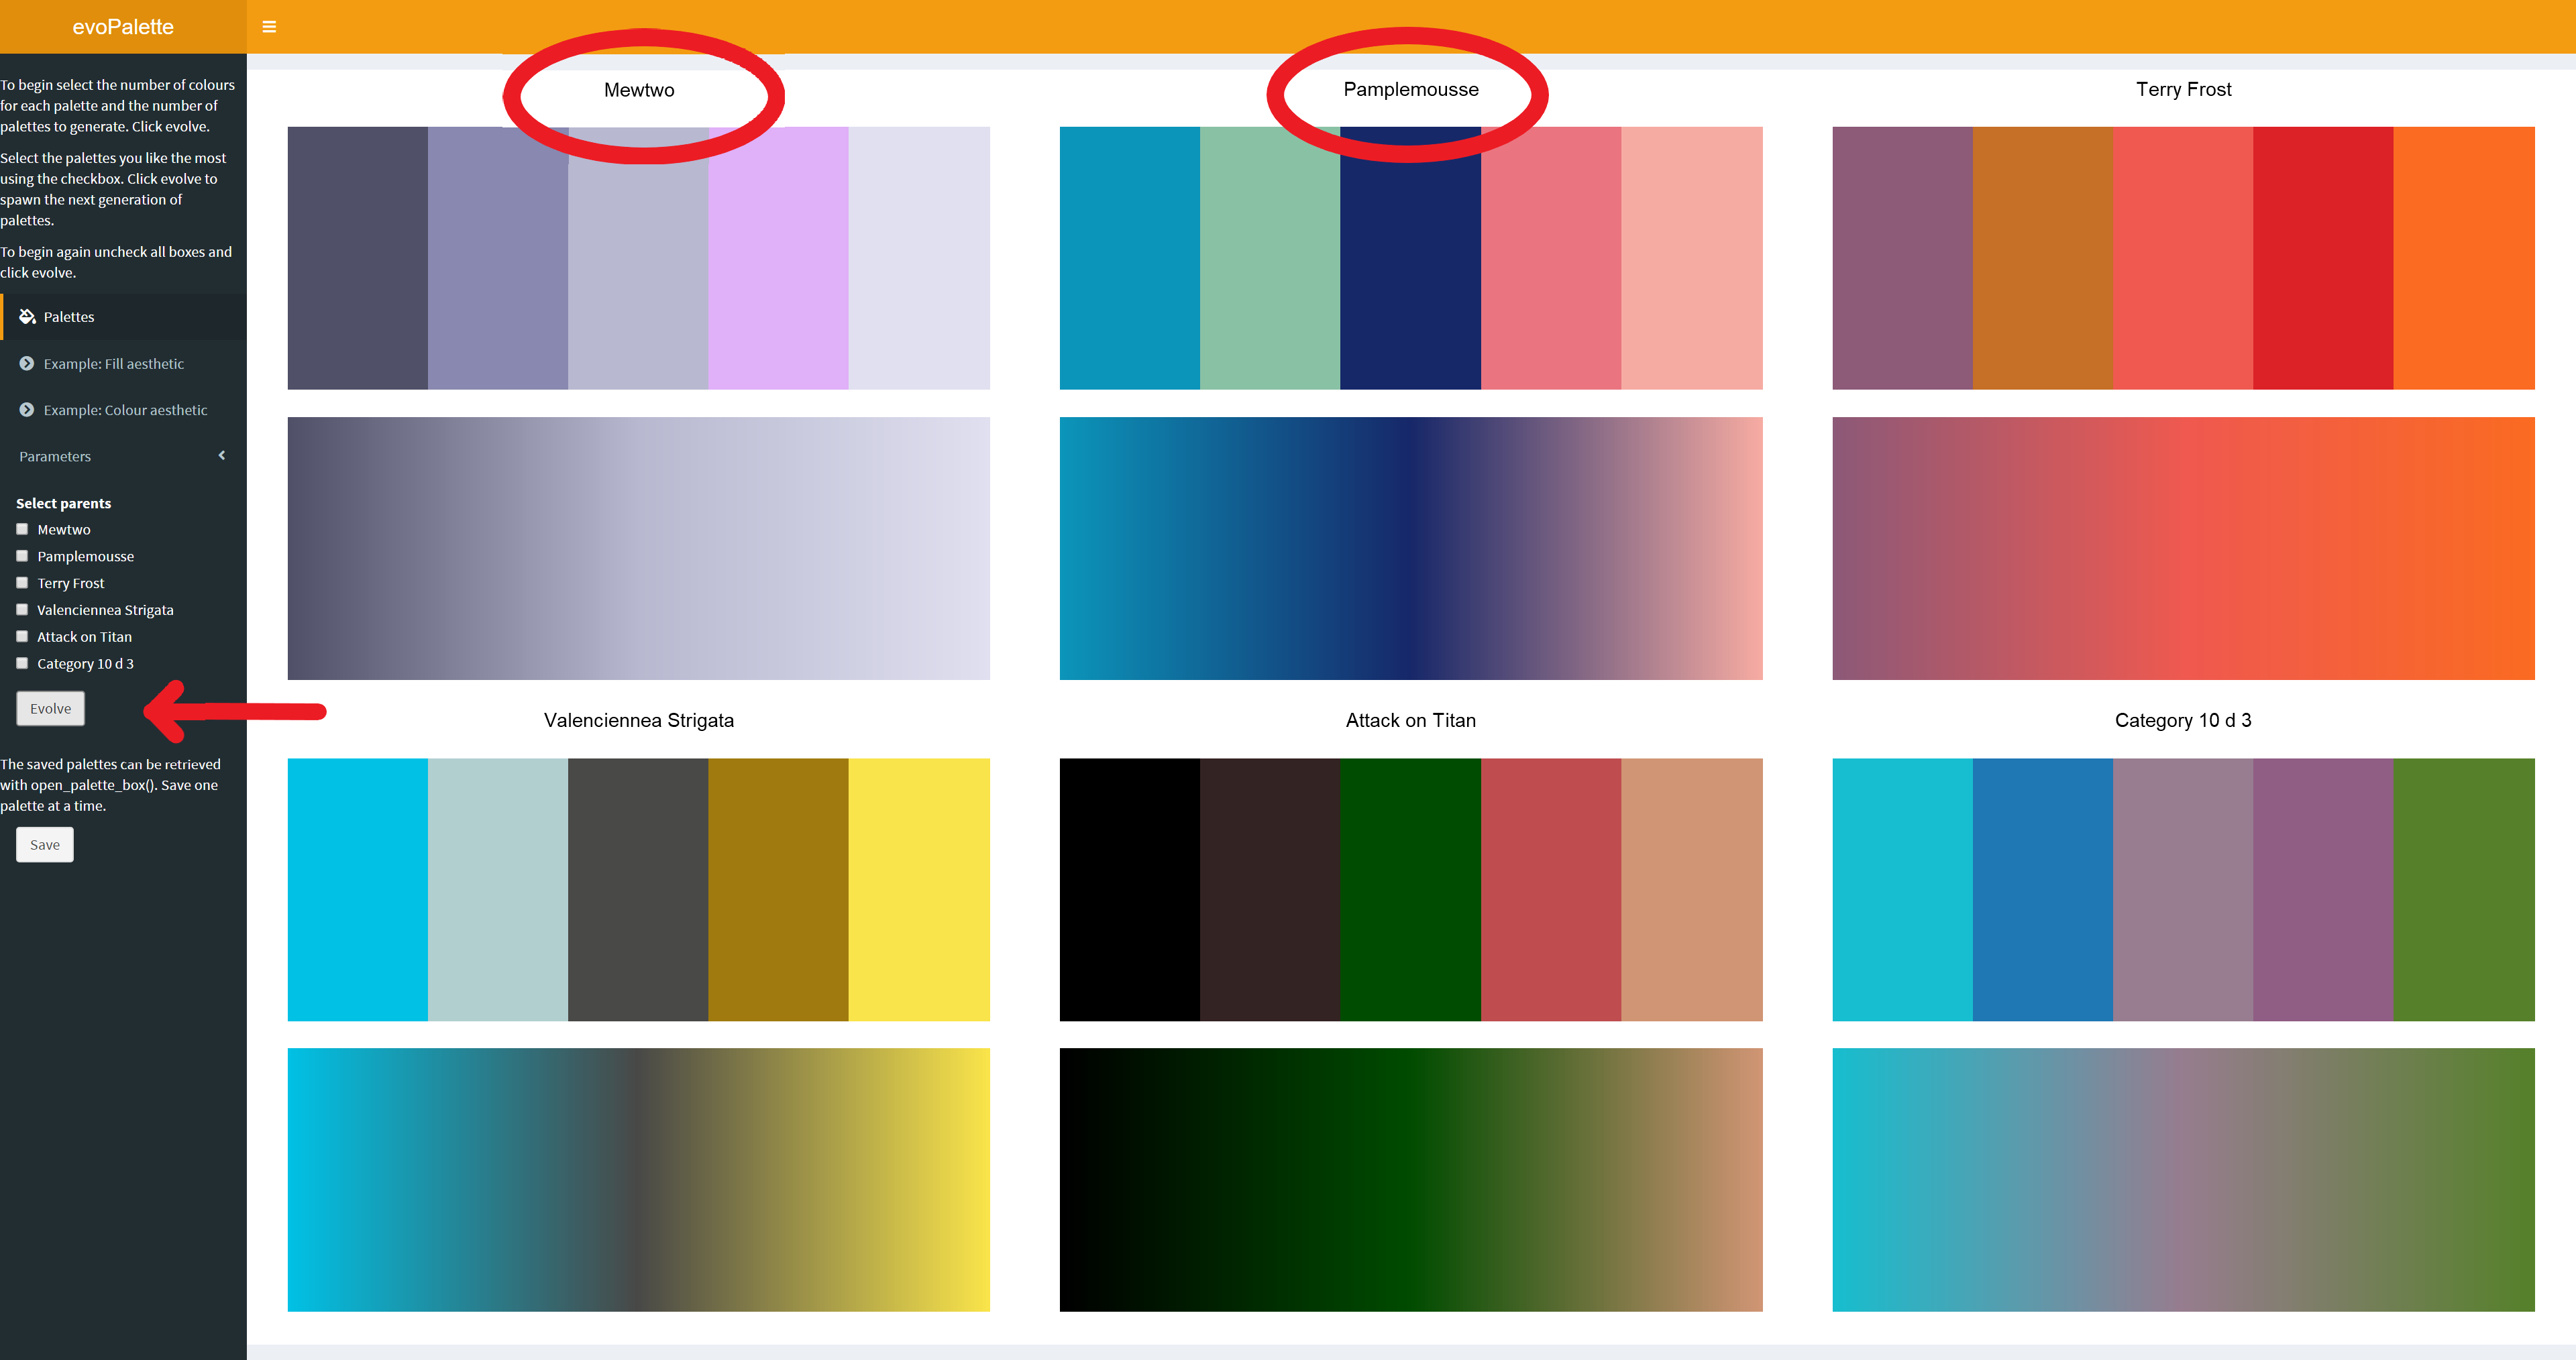 evoPalette
To begin select the number of colours
for each palette and the number of
palettes to generate. Click evolve.
Select the palettes you like the most
using the checkbox. Click evolve to
spawn the next generation of
palettes.
To begin again uncheck all boxes and
click evolve.
Palettes
Example: Fill aesthetic
Example: Colour aesthetic
Parameters
Select parents
Mewtwo
Pamplemousse
Terry Frost
Valenciennea Strigata
Attack on Titan
Category 10 d 3
Evolve
The saved palettes can be retrieved
with open_palette_box(). Save one
palette at a time.
Save
Mewtwo
Pamplemousse
Terry Frost
Valenciennea Strigata
Attack on Titan
Category 10 d 3